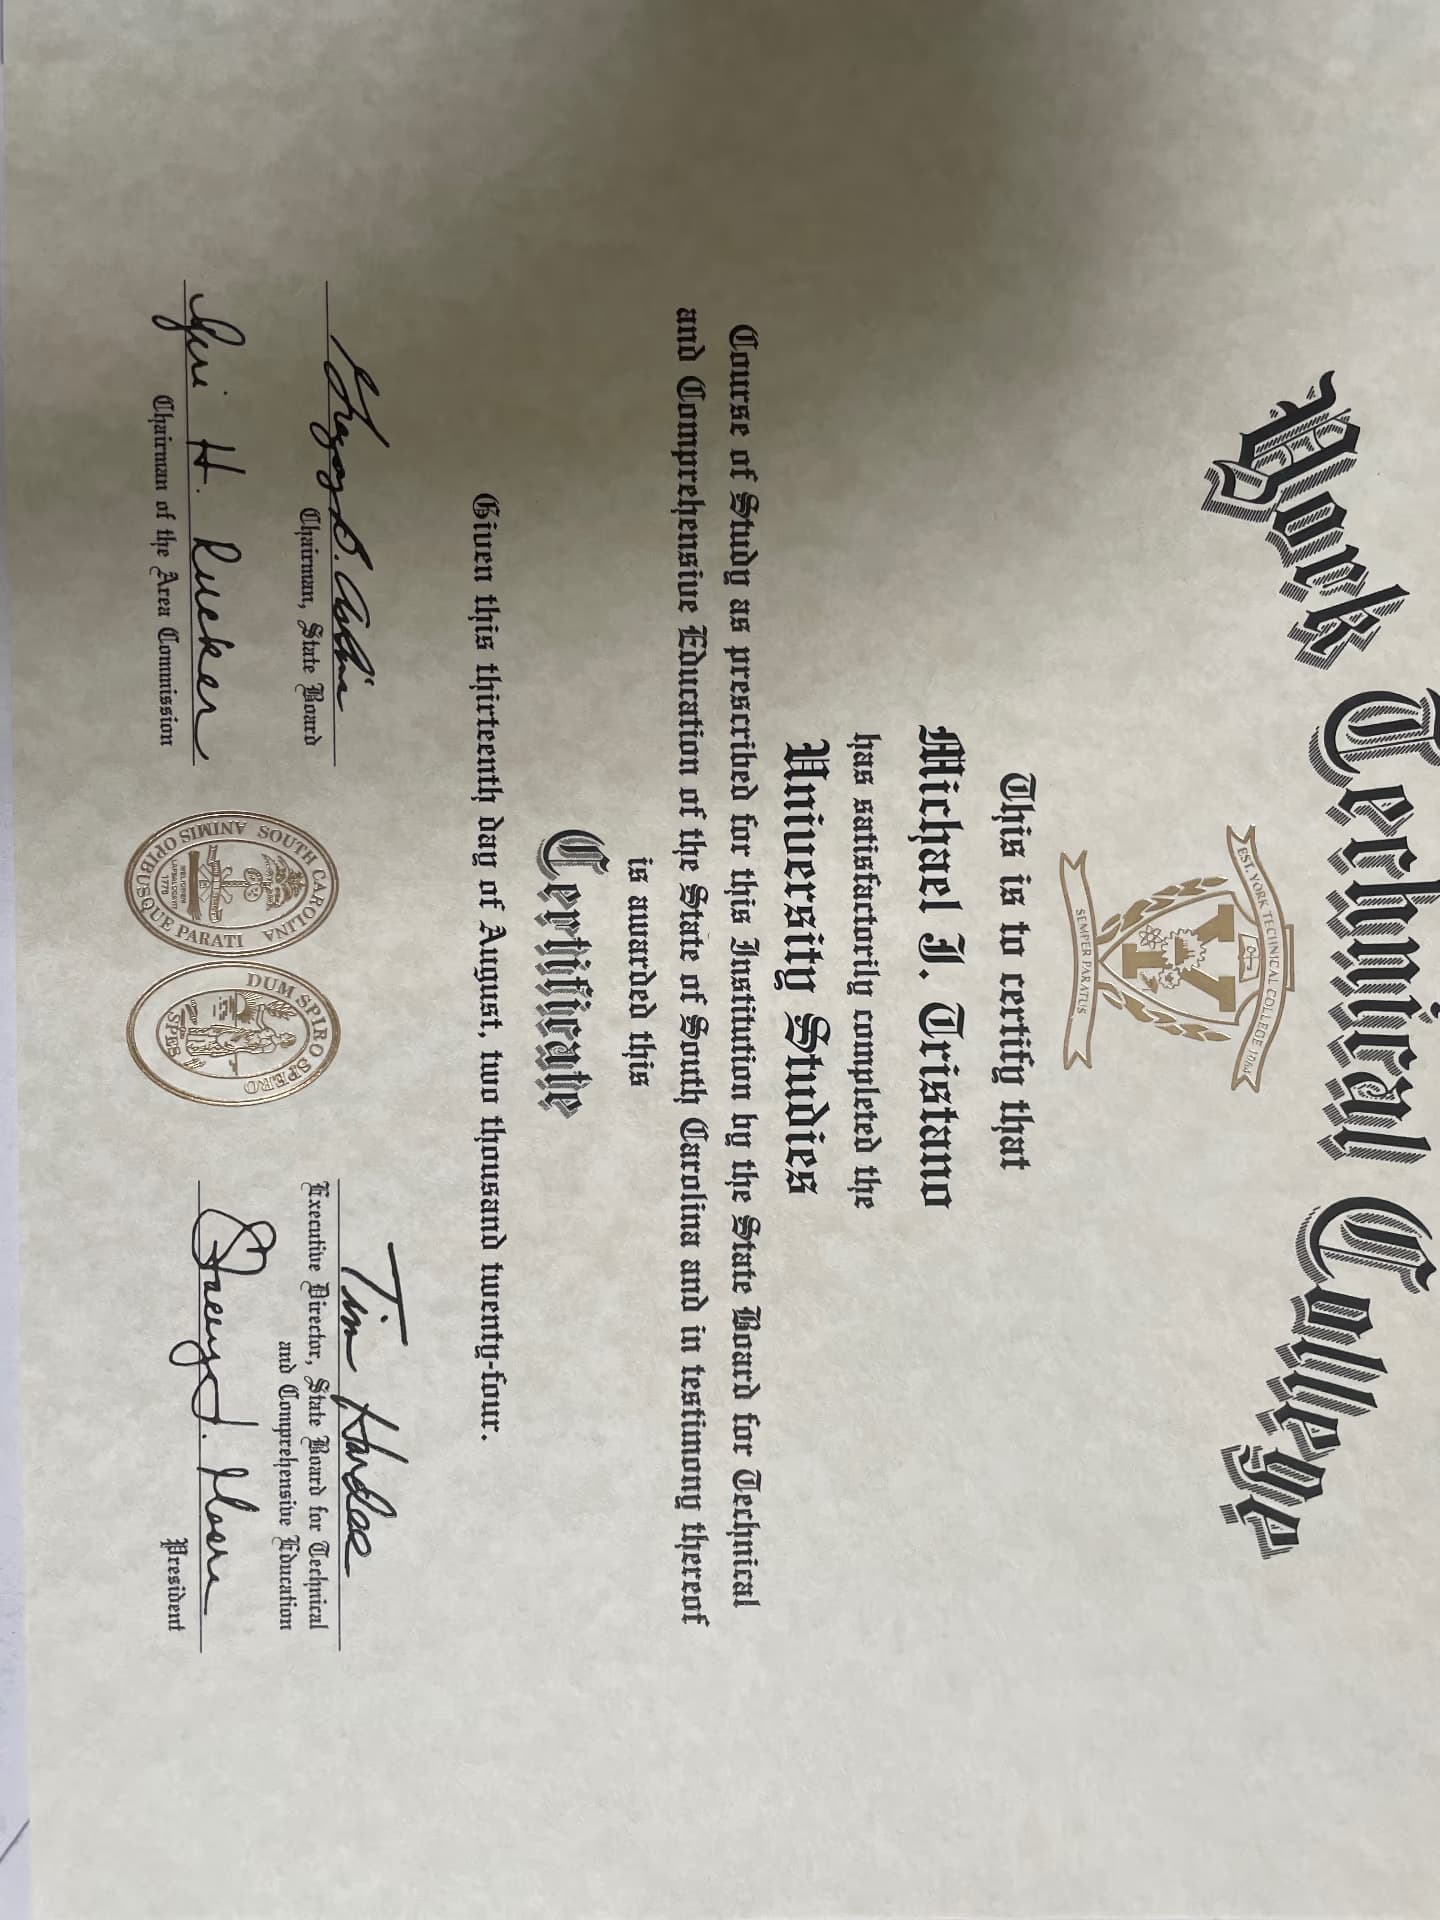 York Technical College
EST. YORK TECHNICAL COLLEGE 1964
SEMPER PARATUS
This is to certify that
Michael J. Tristano
has satisfactorily completed the
University Studies
Course of Study as prescribed for this Institution by the State Board for Technical
and Comprehensive Education of the State of South Carolina and in testimony thereof
is awarded this
Certificate
Given this thirteenth day of August, two thousand twenty-four.
Chairman, State Board
Tim Hardee
Executive Director, State Board for Technical
and Comprehensive Education
H. Rucker
Chairman of the Area Commission
Stacey Moore
President
SOUTH CAROLINA
ANIMIS OPIBUSQUE PARATI
DUM SPIRO SPERO
SPES